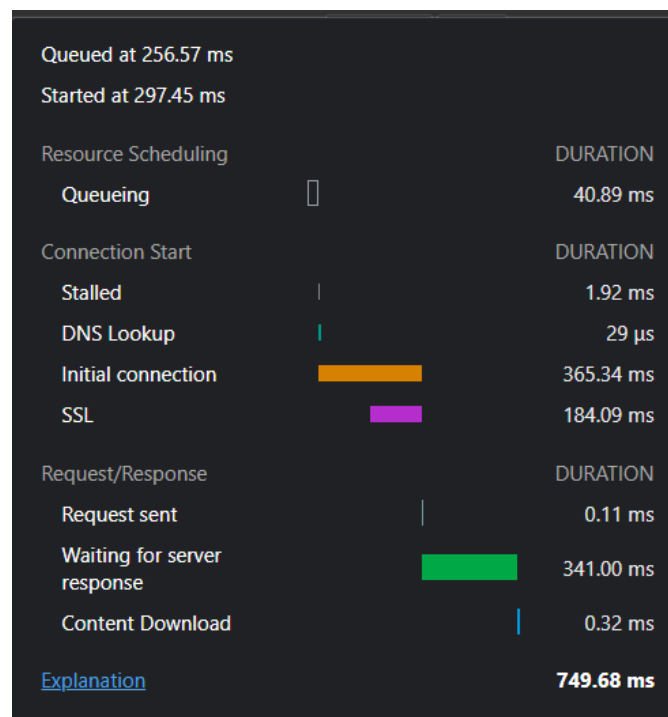 Queued at 256.57 ms
Started at 297.45 ms
Resource Scheduling DURATION
Queueing 40.89 ms
Connection Start DURATION
Stalled 1.92 ms
DNS Lookup 29 μs
Initial connection 365.34 ms
SSL 184.09 ms
Request/Response DURATION
Request sent 0.11 ms
Waiting for server
response 341.00 ms
Content Download 0.32 ms
Explanation 749.68 ms